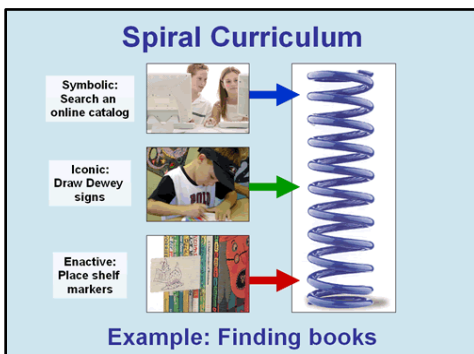 Spiral Curriculum
Symbolic:
Search an
online catalog
Iconic:
Draw Dewey
signs
Enactive:
Place shelf
markers
Example: Finding books